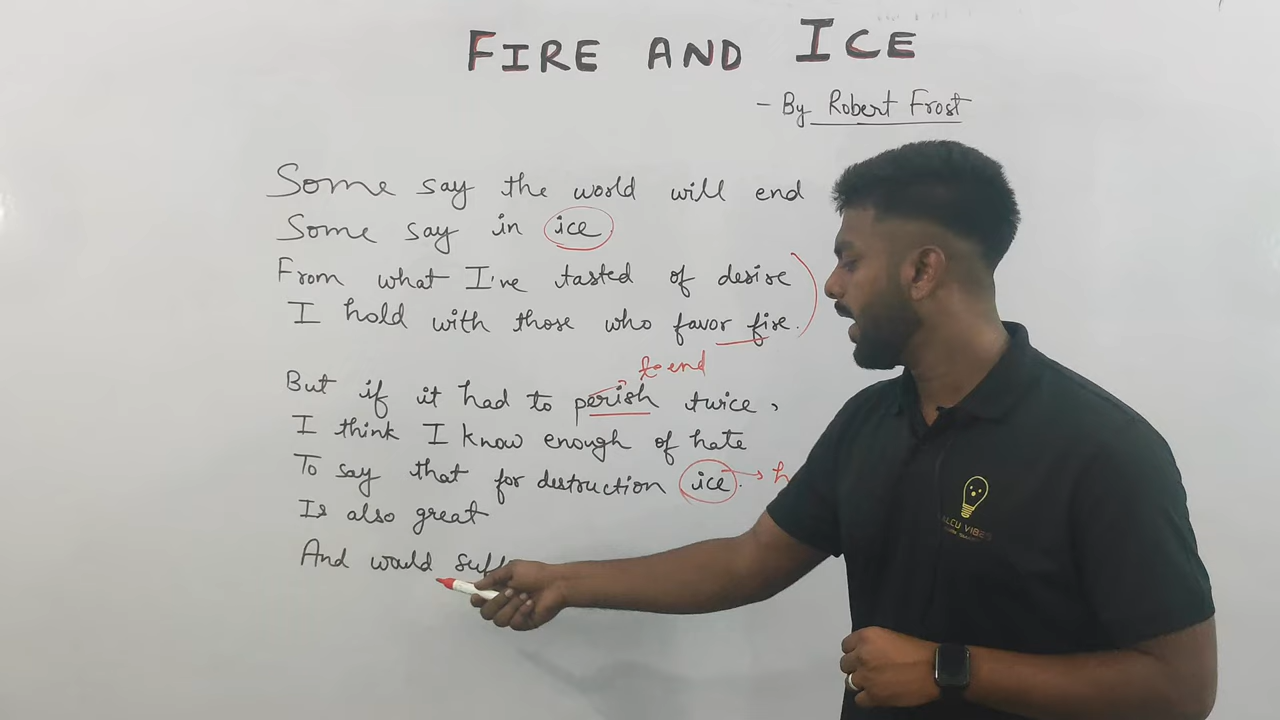 FIRE AND ICE
- By Robert Frost
Some say the world will end
Some say in ice
From what I've tasted of desire
I hold with those who favor fire.
to end
But if it had to perish twice,
I think I know enough of hate
To say that for destruction ice. → h
Is also great
And would